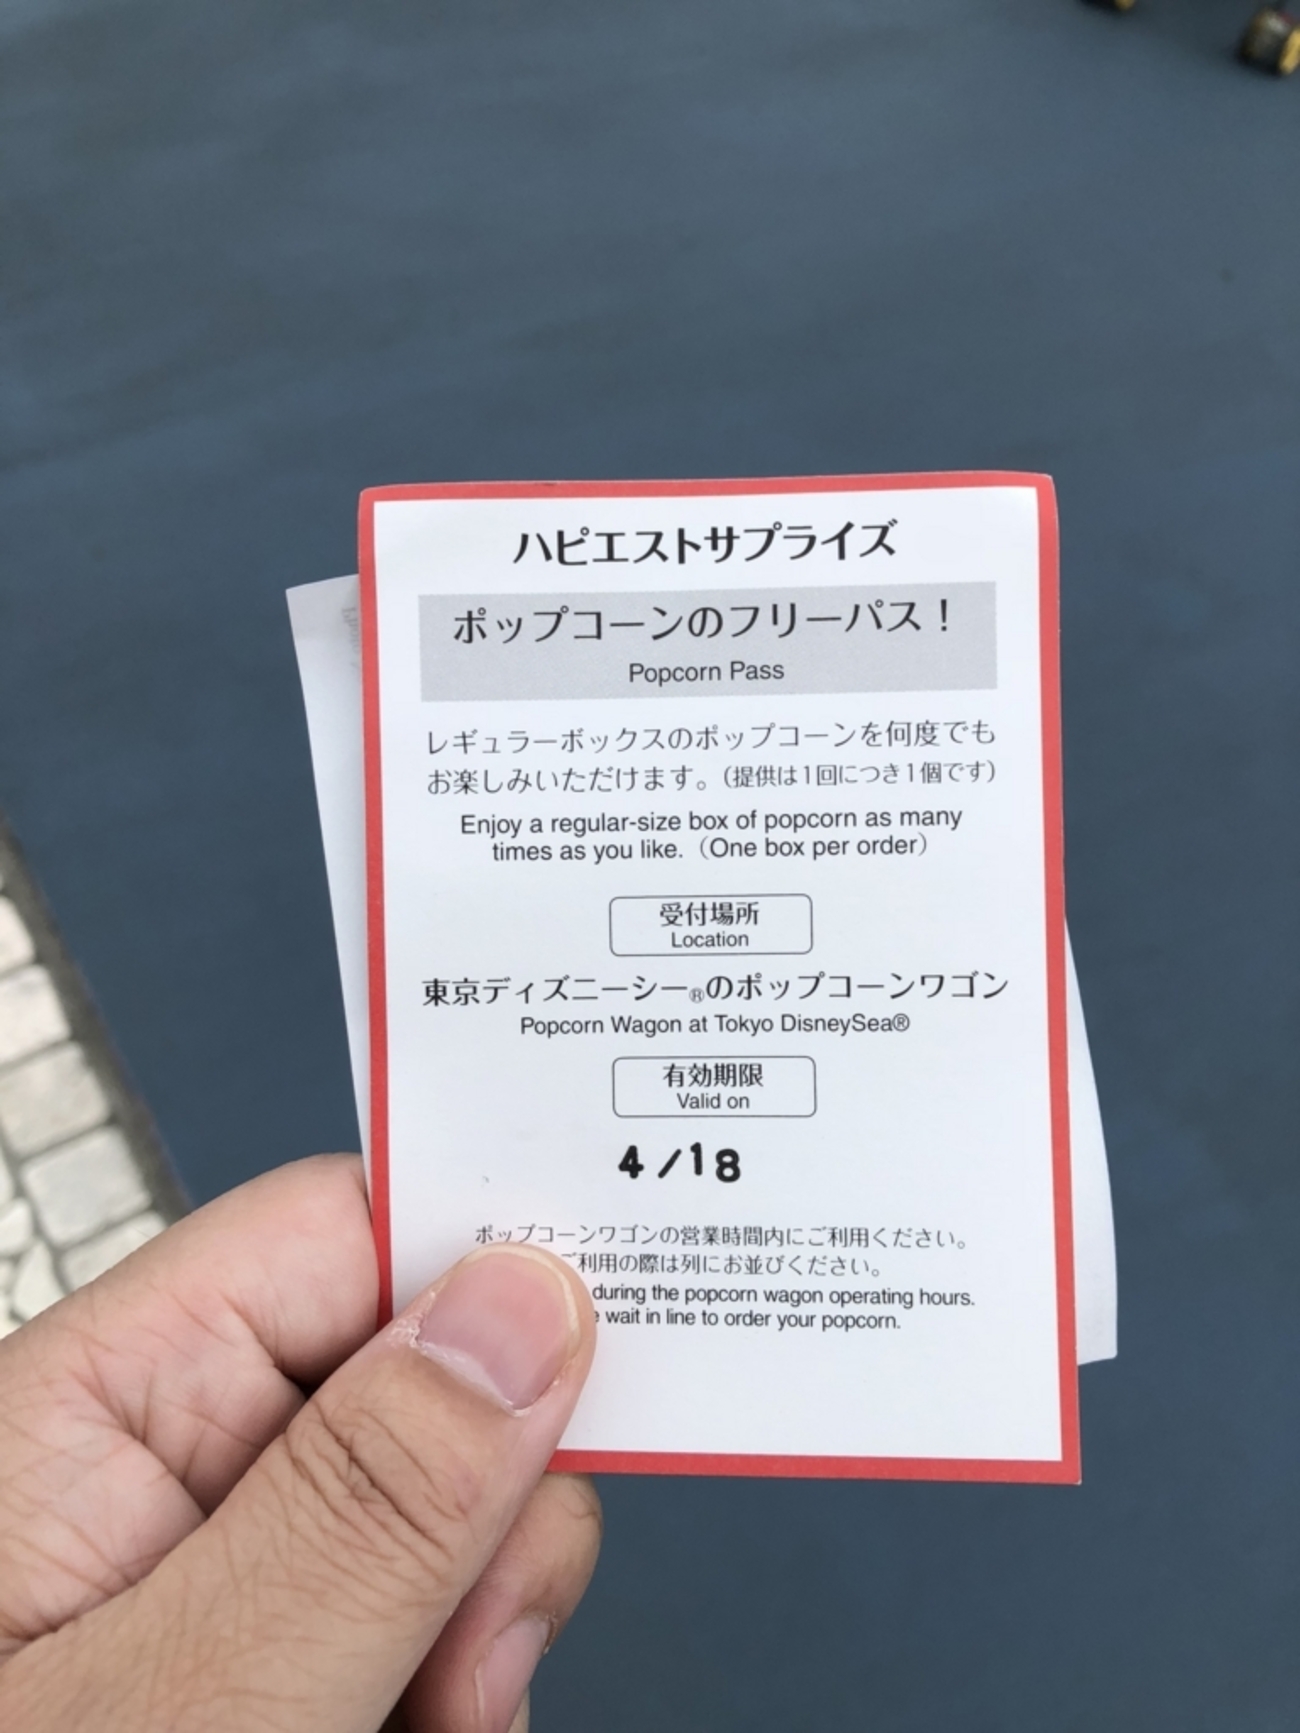 ハピエストサプライズ
ポップコーンのフリーパス！
Popcorn Pass
レギュラーボックスのポップコーンを何度でも
お楽しみいただけます。（提供は1回につき1個です）
Enjoy a regular-size box of popcorn as many
times as you like.（One box per order）
受付場所
Location
東京ディズニーシー®のポップコーンワゴン
Popcorn Wagon at Tokyo DisneySea®
有効期限
Valid on
4/18
ポップコーンワゴンの営業時間内にご利用ください。
ご利用の際は列にお並びください。
during the popcorn wagon operating hours.
wait in line to order your popcorn.